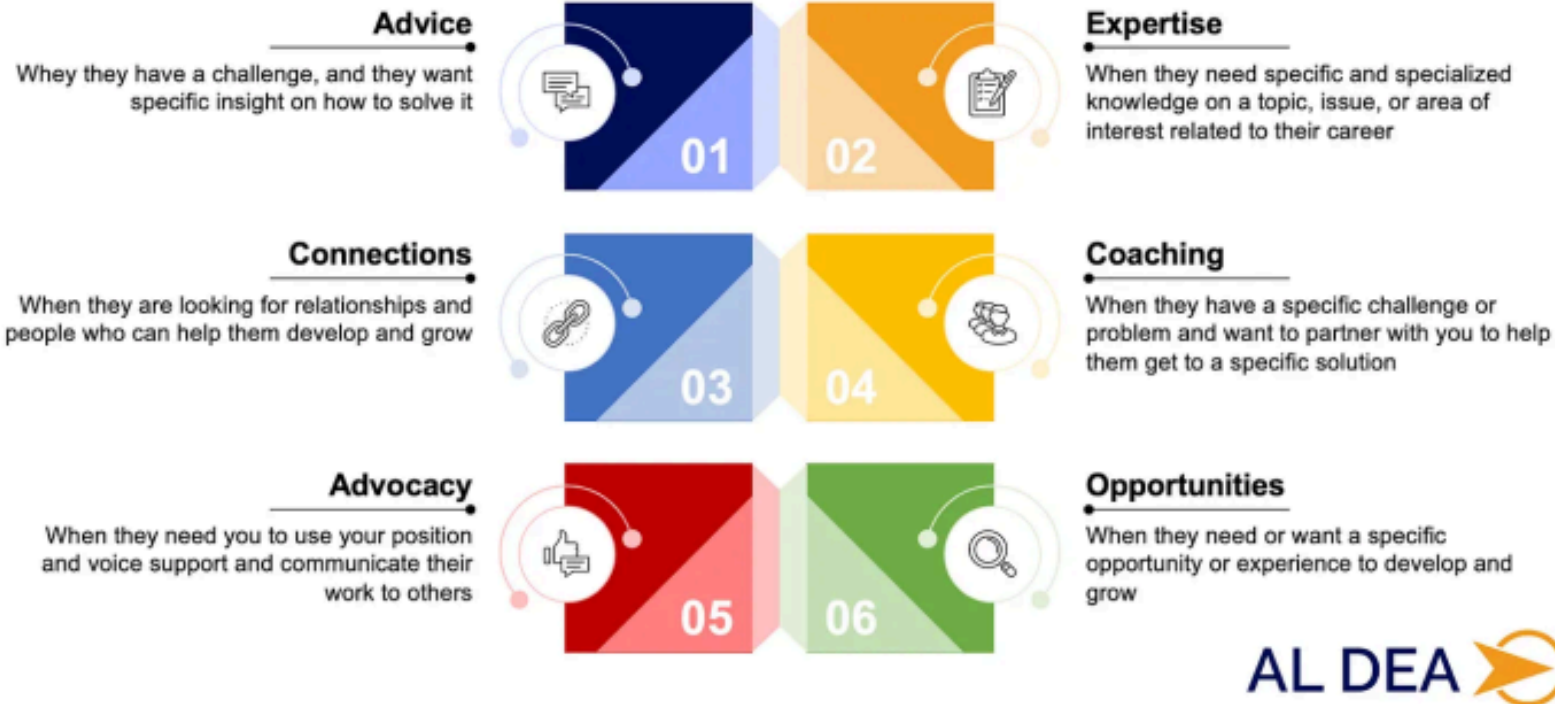 Advice
Whey they have a challenge, and they want
specific insight on how to solve it
01
02
Expertise
When they need specific and specialized
knowledge on a topic, issue, or area of
interest related to their career
Connections
When they are looking for relationships and
people who can help them develop and grow
03
04
Coaching
When they have a specific challenge or
problem and want to partner with you to help
them get to a specific solution
Advocacy
When they need you to use your position
and voice support and communicate their
work to others
05
06
Opportunities
When they need or want a specific
opportunity or experience to develop and
grow
AL DEA